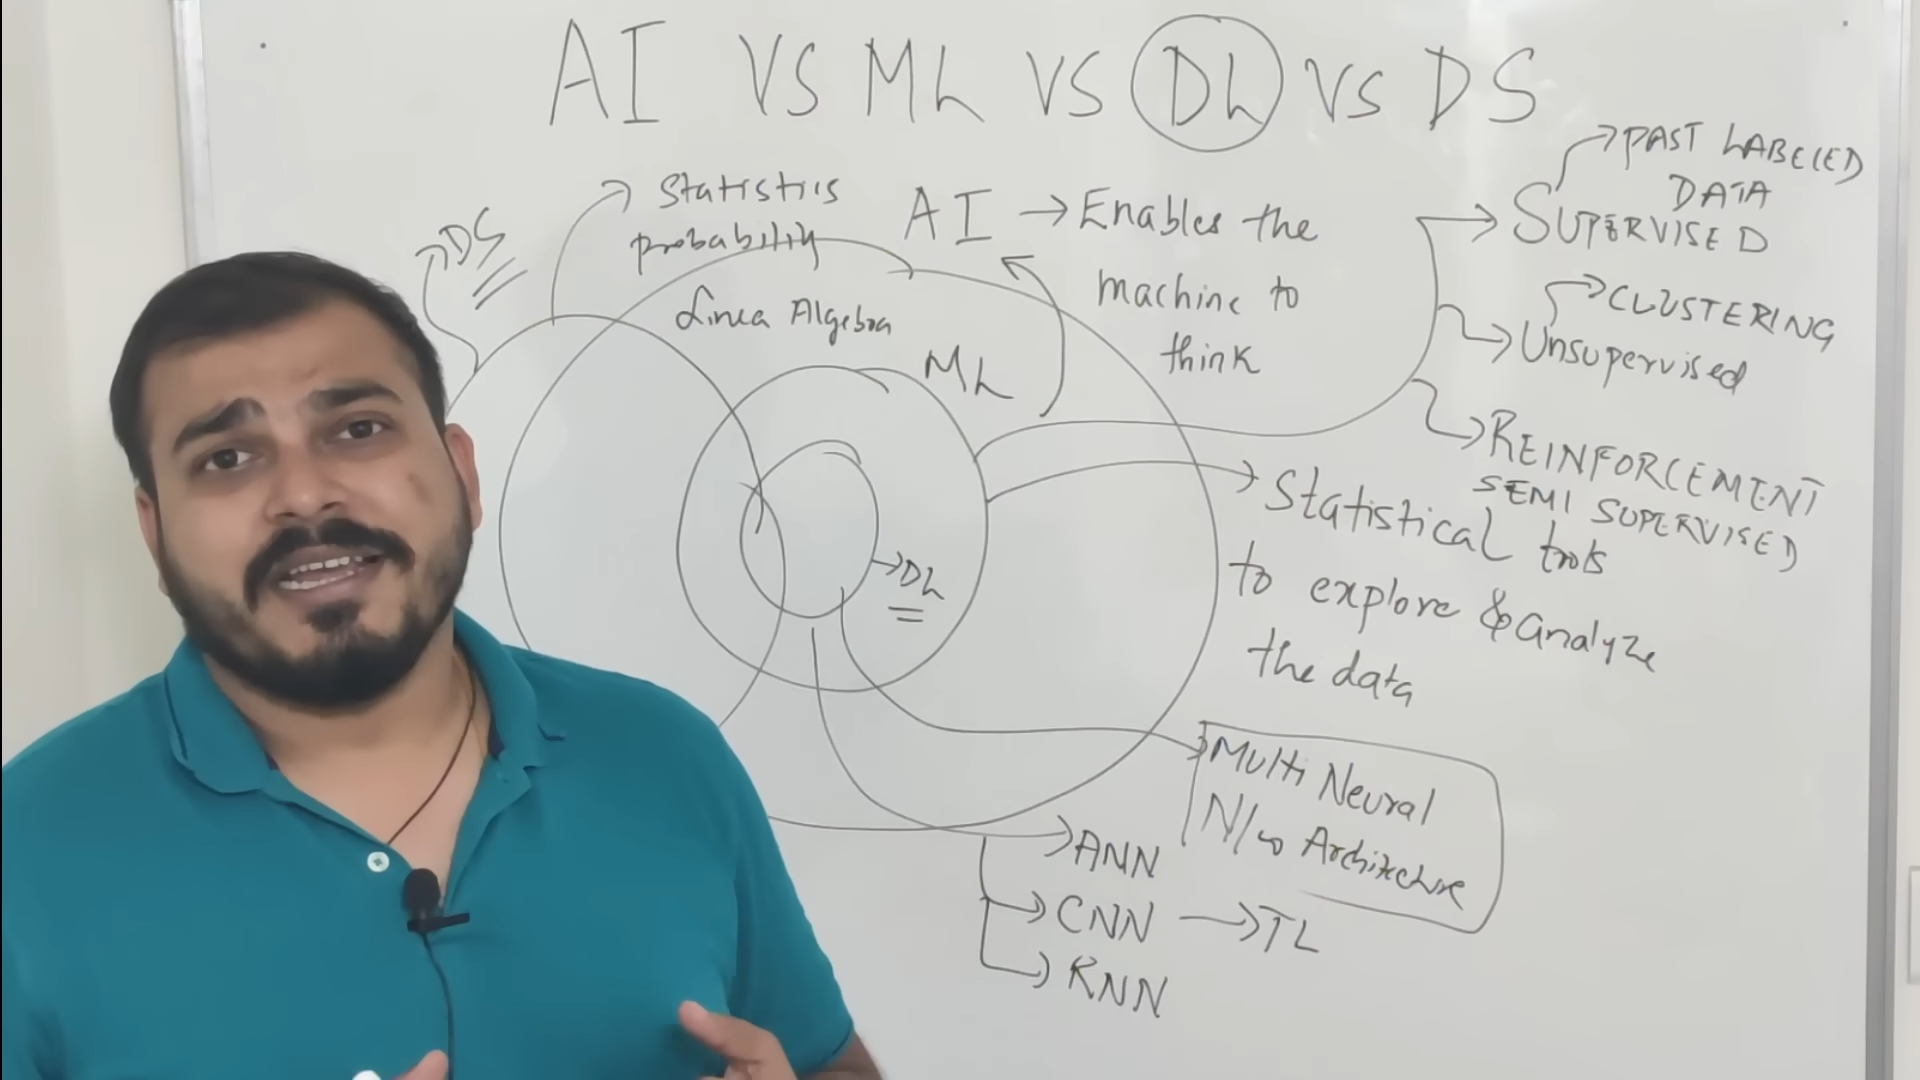 AI VS ML VS DL VS DS
DS
Statistics
probability
Linea Algebra
AI → Enables the
machine to
think
ML
DL
PAST LABELED
DATA
SUPERVISED
CLUSTERING
Unsupervised
REINFORCEMENT
SEMI SUPERVISED
Statistical tools
to explore & analyze
the data
Multi Neural
N/w Architecture
ANN
CNN → TL
RNN